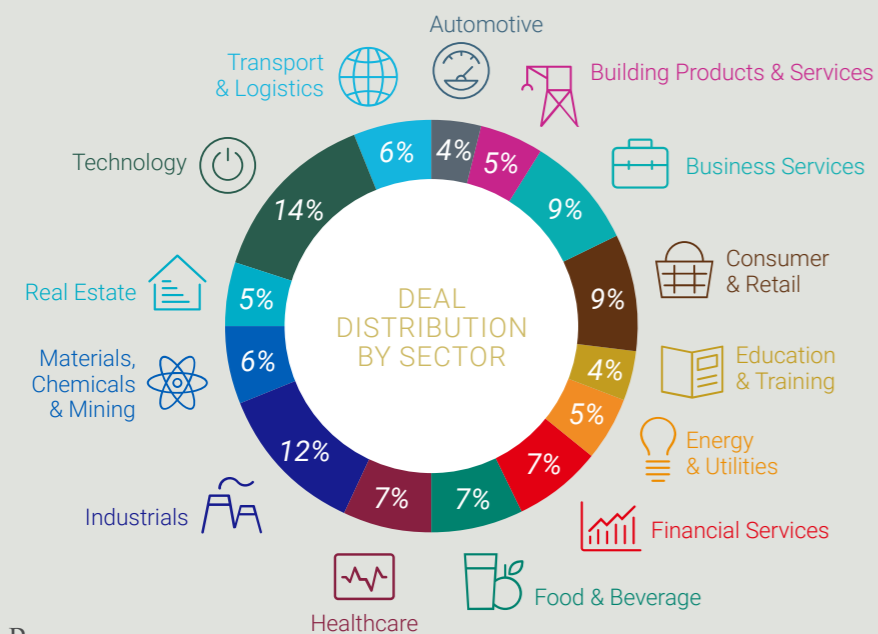 Automotive
4%
Building Products & Services
5%
Business Services
9%
Consumer
& Retail
9%
Education
& Training
4%
Energy
& Utilities
5%
Financial Services
7%
Food & Beverage
7%
Healthcare
7%
Industrials
12%
Materials,
Chemicals
& Mining
6%
Real Estate
5%
Technology
14%
Transport
& Logistics
6%
DEAL
DISTRIBUTION
BY SECTOR